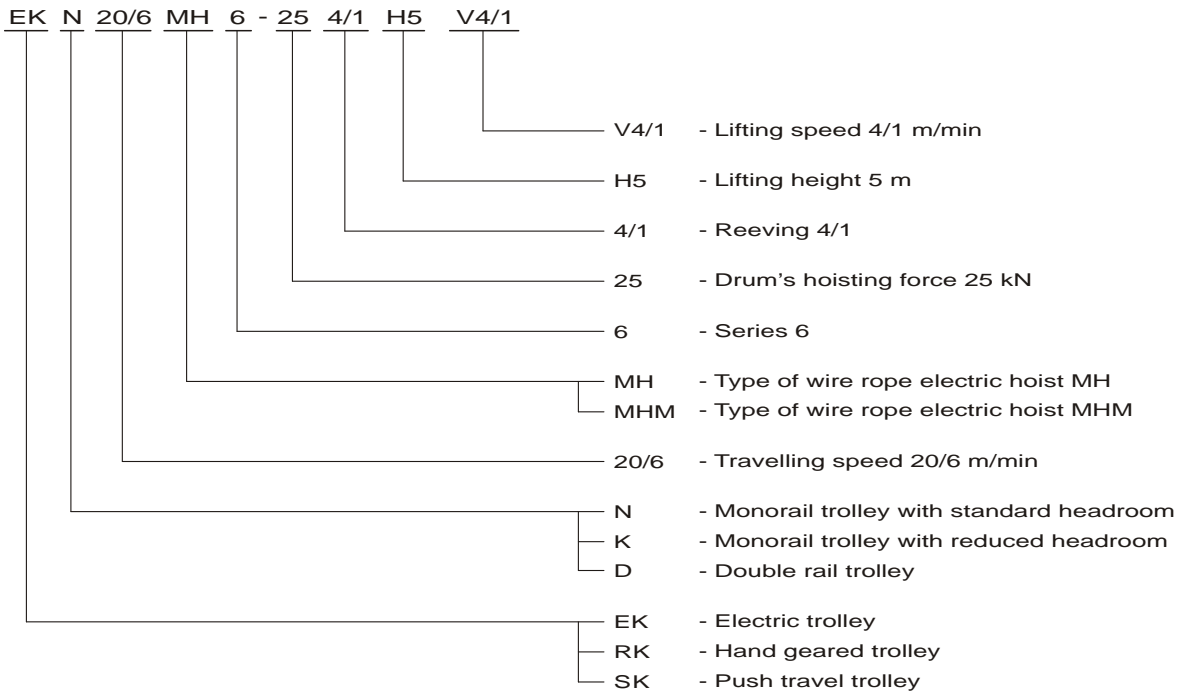 EK N 20/6 MH 6 - 25 4/1 H5 V4/1
V4/1 - Lifting speed 4/1 m/min
H5 - Lifting height 5 m
4/1 - Reeving 4/1
25 - Drum's hoisting force 25 kN
6 - Series 6
MH - Type of wire rope electric hoist MH
MHM - Type of wire rope electric hoist MHM
20/6 - Travelling speed 20/6 m/min
N - Monorail trolley with standard headroom
K - Monorail trolley with reduced headroom
D - Double rail trolley
EK - Electric trolley
RK - Hand geared trolley
SK - Push travel trolley